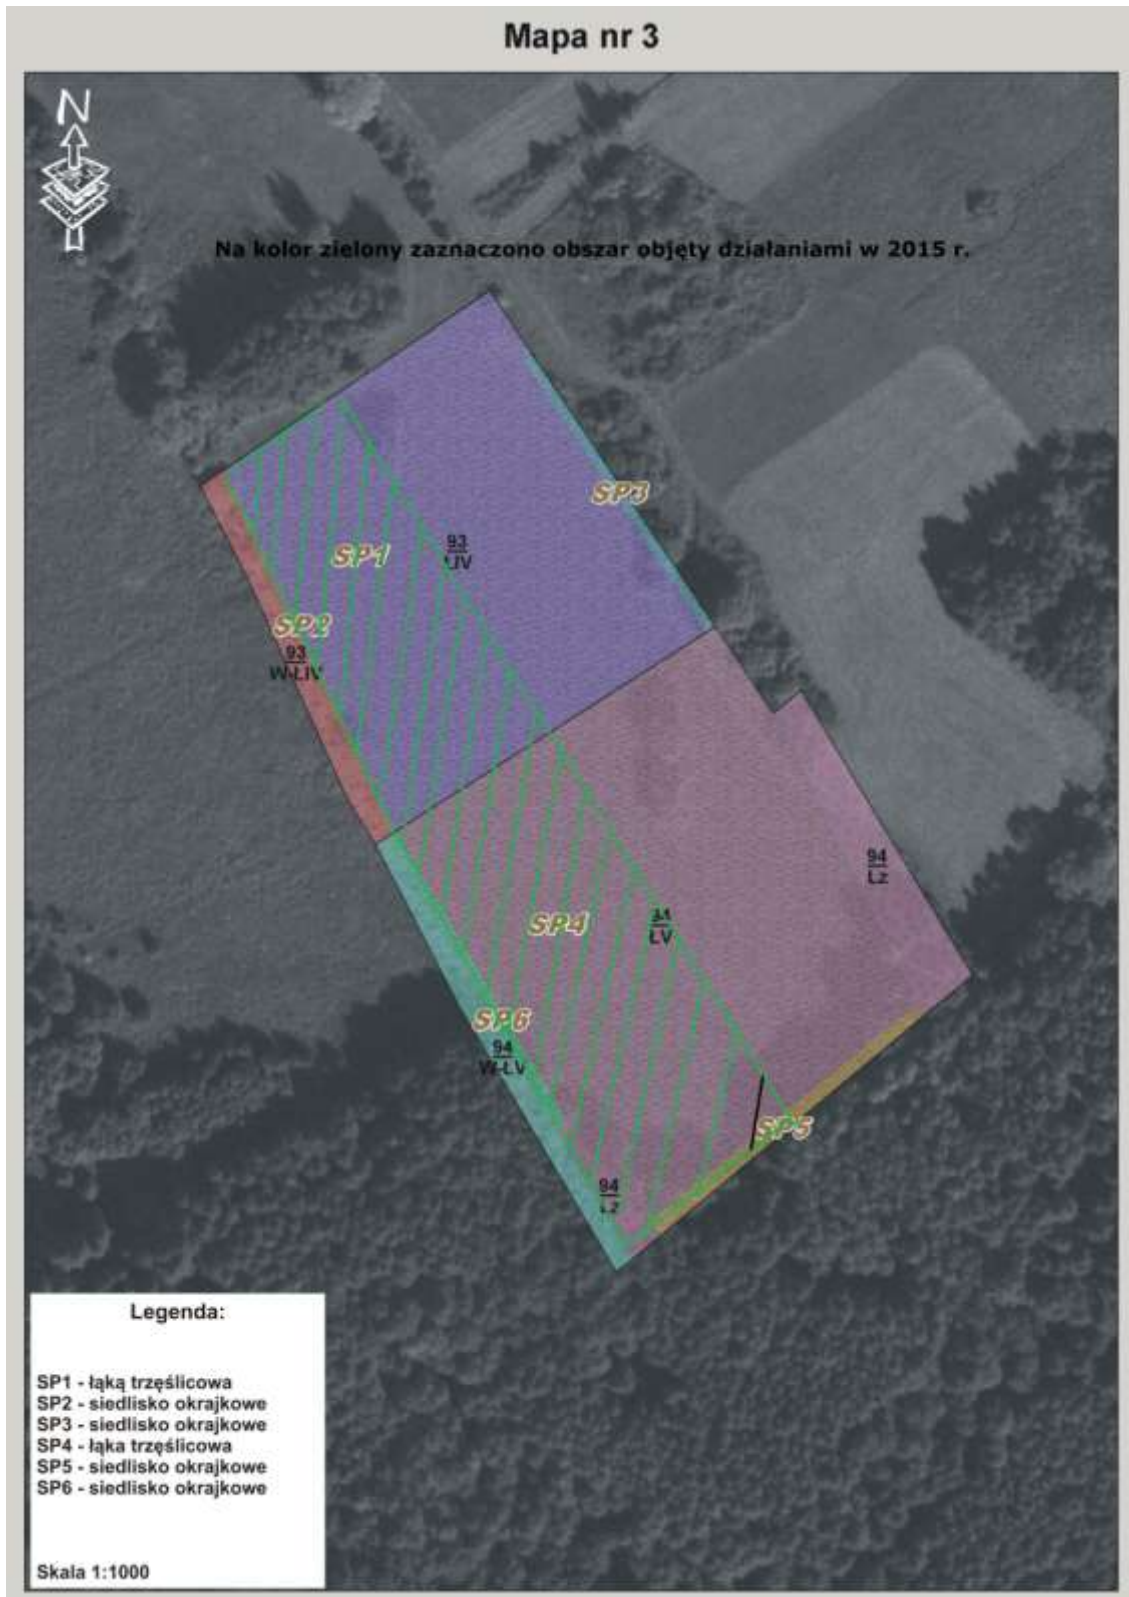 Mapa nr 3
N
Na kolor zielony zaznaczono obszar objęty działaniami w 2015 r.
SP3
93
ŁIV
SP1
SP2
93
W-ŁIV
94
Lz
SP4
ŁV
SP6
94
W-ŁV
SP5
94
Lz
Legenda:
SP1 - łąką trzęślicowa
SP2 - siedlisko okrajkowe
SP3 - siedlisko okrajkowe
SP4 - łąka trzęślicowa
SP5 - siedlisko okrajkowe
SP6 - siedlisko okrajkowe
Skala 1:1000